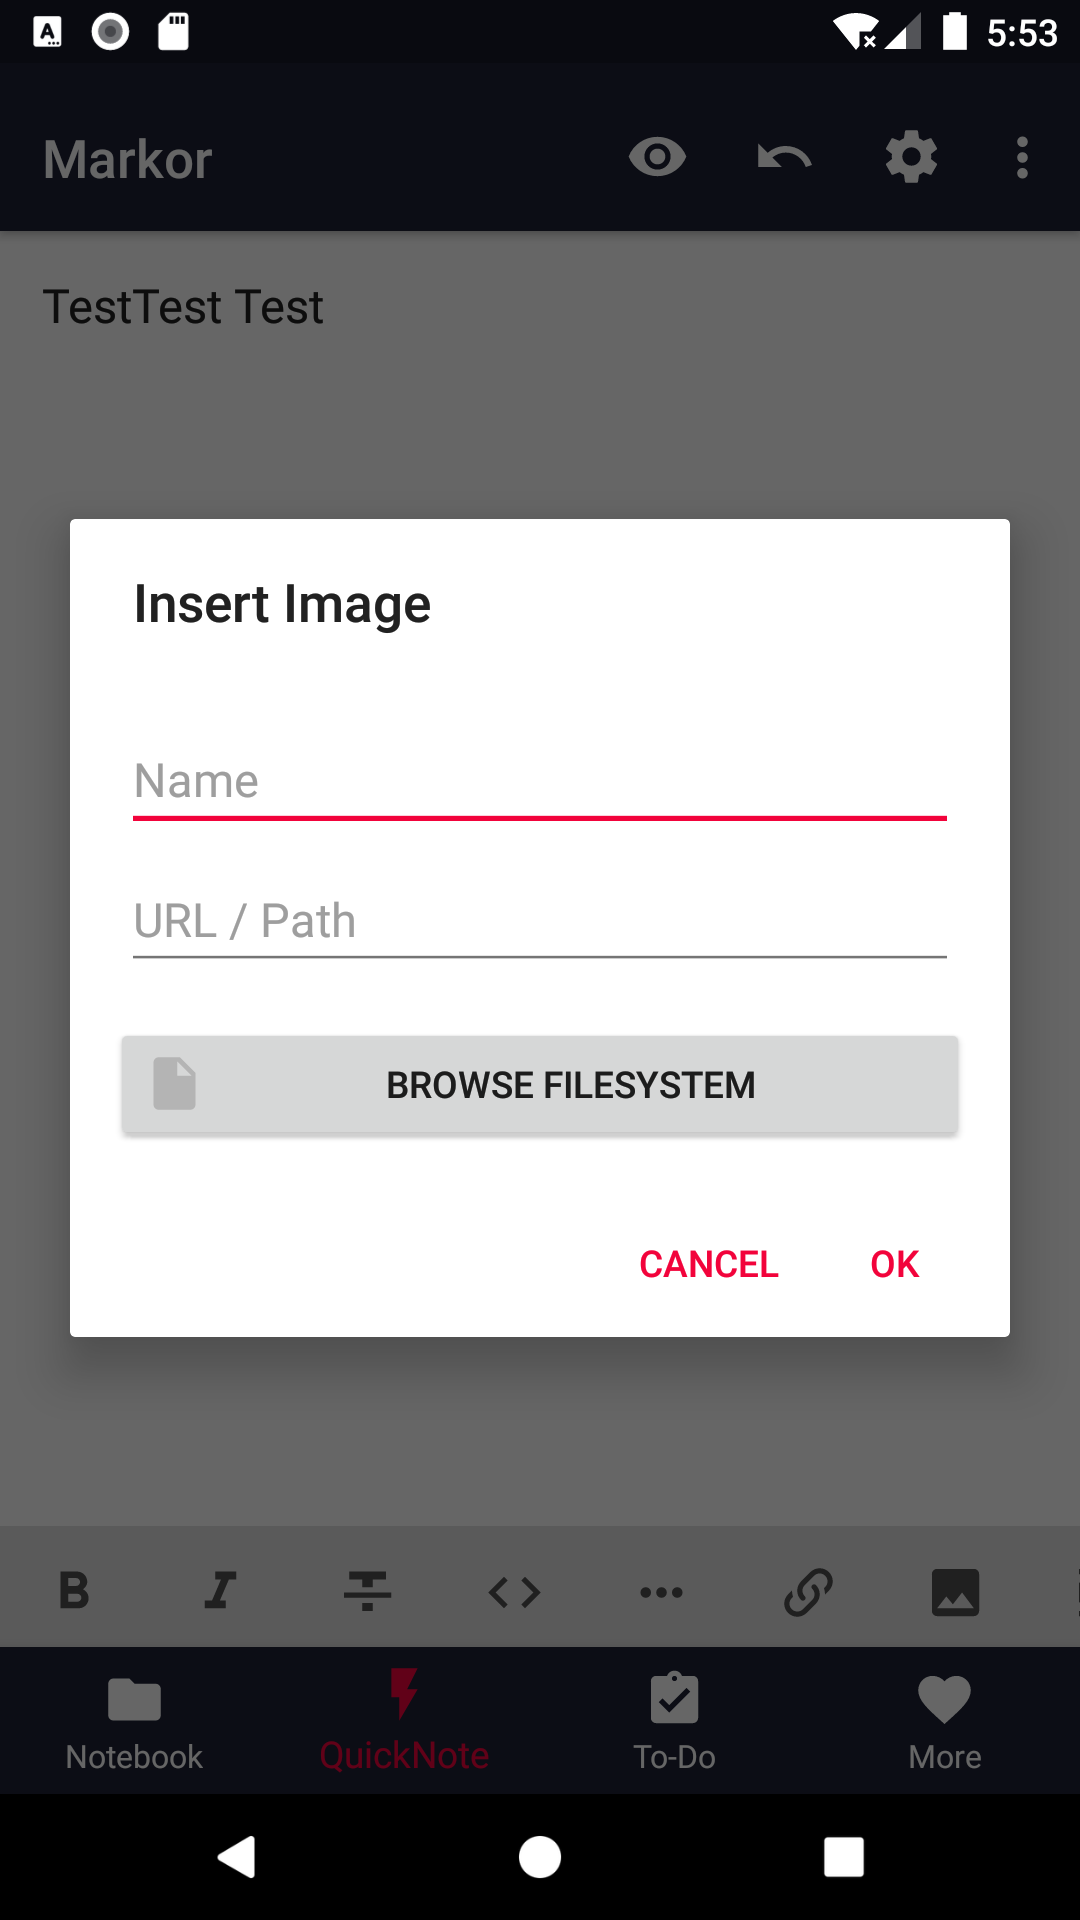 5:53
Markor
TestTest Test
Insert Image
Name
URL / Path
BROWSE FILESYSTEM
CANCEL OK
Notebook QuickNote To-Do More